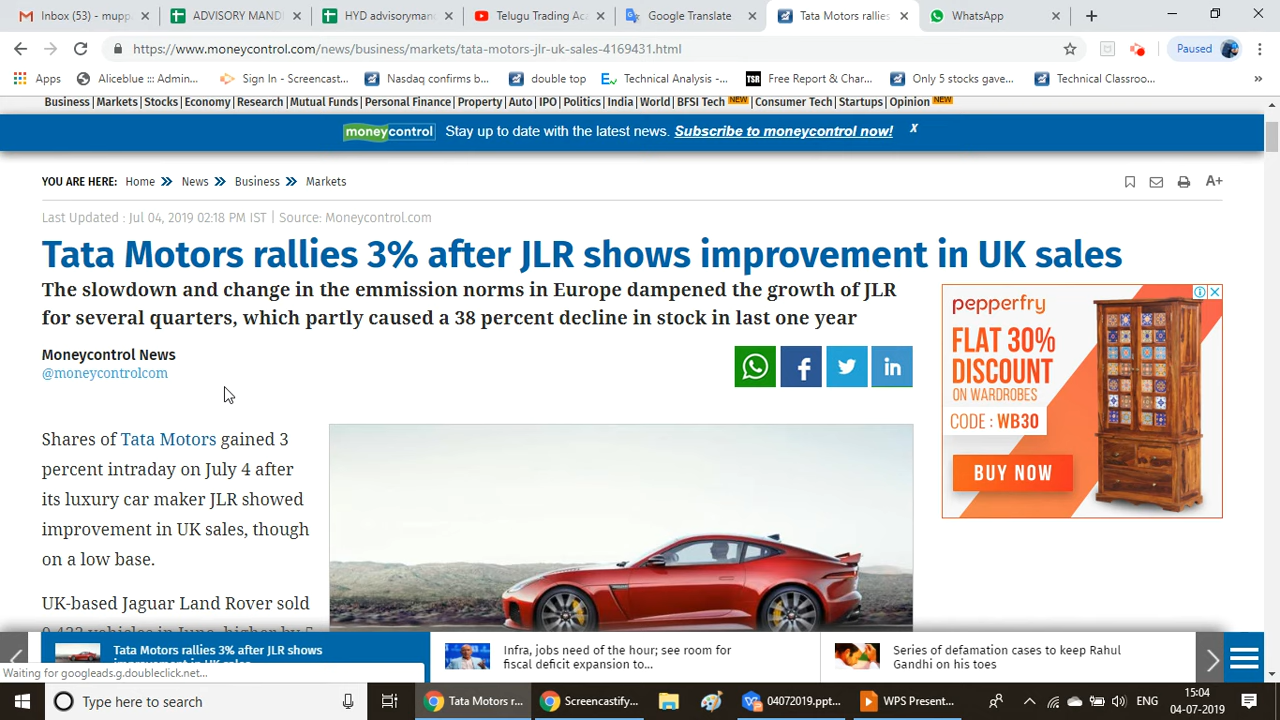 Inbox (53) - mupp
ADVISORY MAND
HYD advisoryman
Telugu Trading Aca
Google Translate
Tata Motors rallies
WhatsApp
https://www.moneycontrol.com/news/business/markets/tata-motors-jlr-uk-sales-4169431.html
Paused
Apps
Aliceblue ::: Admin...
Sign In - Screencast...
Nasdaq confirms b...
double top
Technical Analysis -...
TSR
Free Report & Char...
Only 5 stocks gave...
Technical Classroo...
Business | Markets | Stocks | Economy | Research | Mutual Funds | Personal Finance | Property | Auto | IPO | Politics | India | World | BFSI Tech NEW | Consumer Tech | Startups | Opinion NEW
moneycontrol Stay up to date with the latest news. Subscribe to moneycontrol now! X
YOU ARE HERE: Home News Business Markets
A+
Last Updated : Jul 04, 2019 02:18 PM IST | Source: Moneycontrol.com
Tata Motors rallies 3% after JLR shows improvement in UK sales
The slowdown and change in the emmission norms in Europe dampened the growth of JLR
for several quarters, which partly caused a 38 percent decline in stock in last one year
Moneycontrol News
@moneycontrolcom
Shares of Tata Motors gained 3
percent intraday on July 4 after
its luxury car maker JLR showed
improvement in UK sales, though
on a low base.
UK-based Jaguar Land Rover sold
pepperfry
FLAT 30%
DISCOUNT
ON WARDROBES
CODE : WB30
BUY NOW
Tata Motors rallies 3% after JLR shows
improvement in UK sales
Infra, jobs need of the hour; see room for
fiscal deficit expansion to...
Series of defamation cases to keep Rahul
Gandhi on his toes
Waiting for googleads.g.doubleclick.net...
Type here to search
Tata Motors r...
Screencastify...
04072019.ppt...
WPS Present...
ENG
15:04
04-07-2019